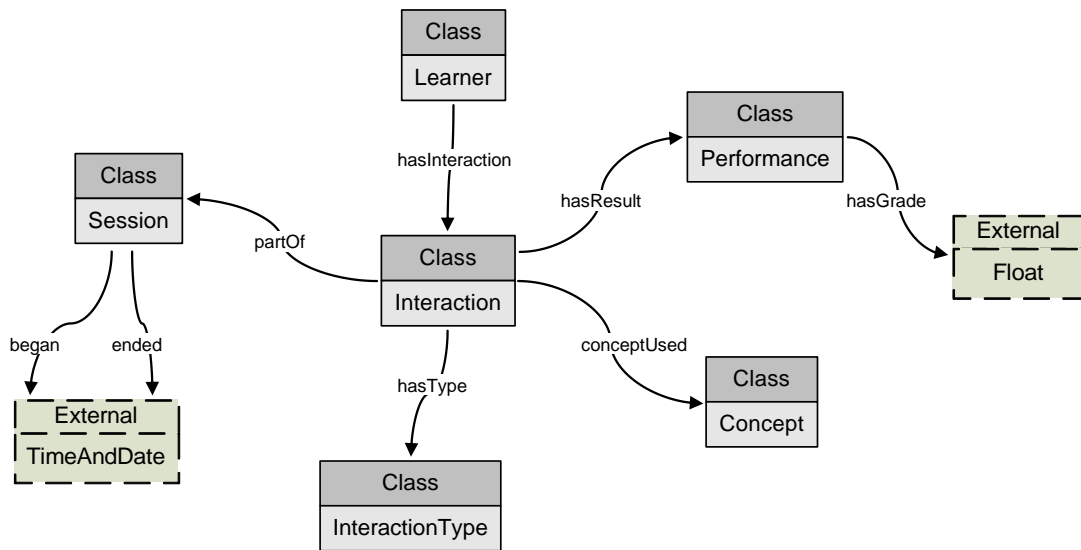 Class
Learner
hasInteraction
Class
Performance
hasResult
hasGrade
External
Float
Class
Session
partOf
Class
Interaction
began
ended
External
TimeAndDate
hasType
conceptUsed
Class
Concept
Class
InteractionType